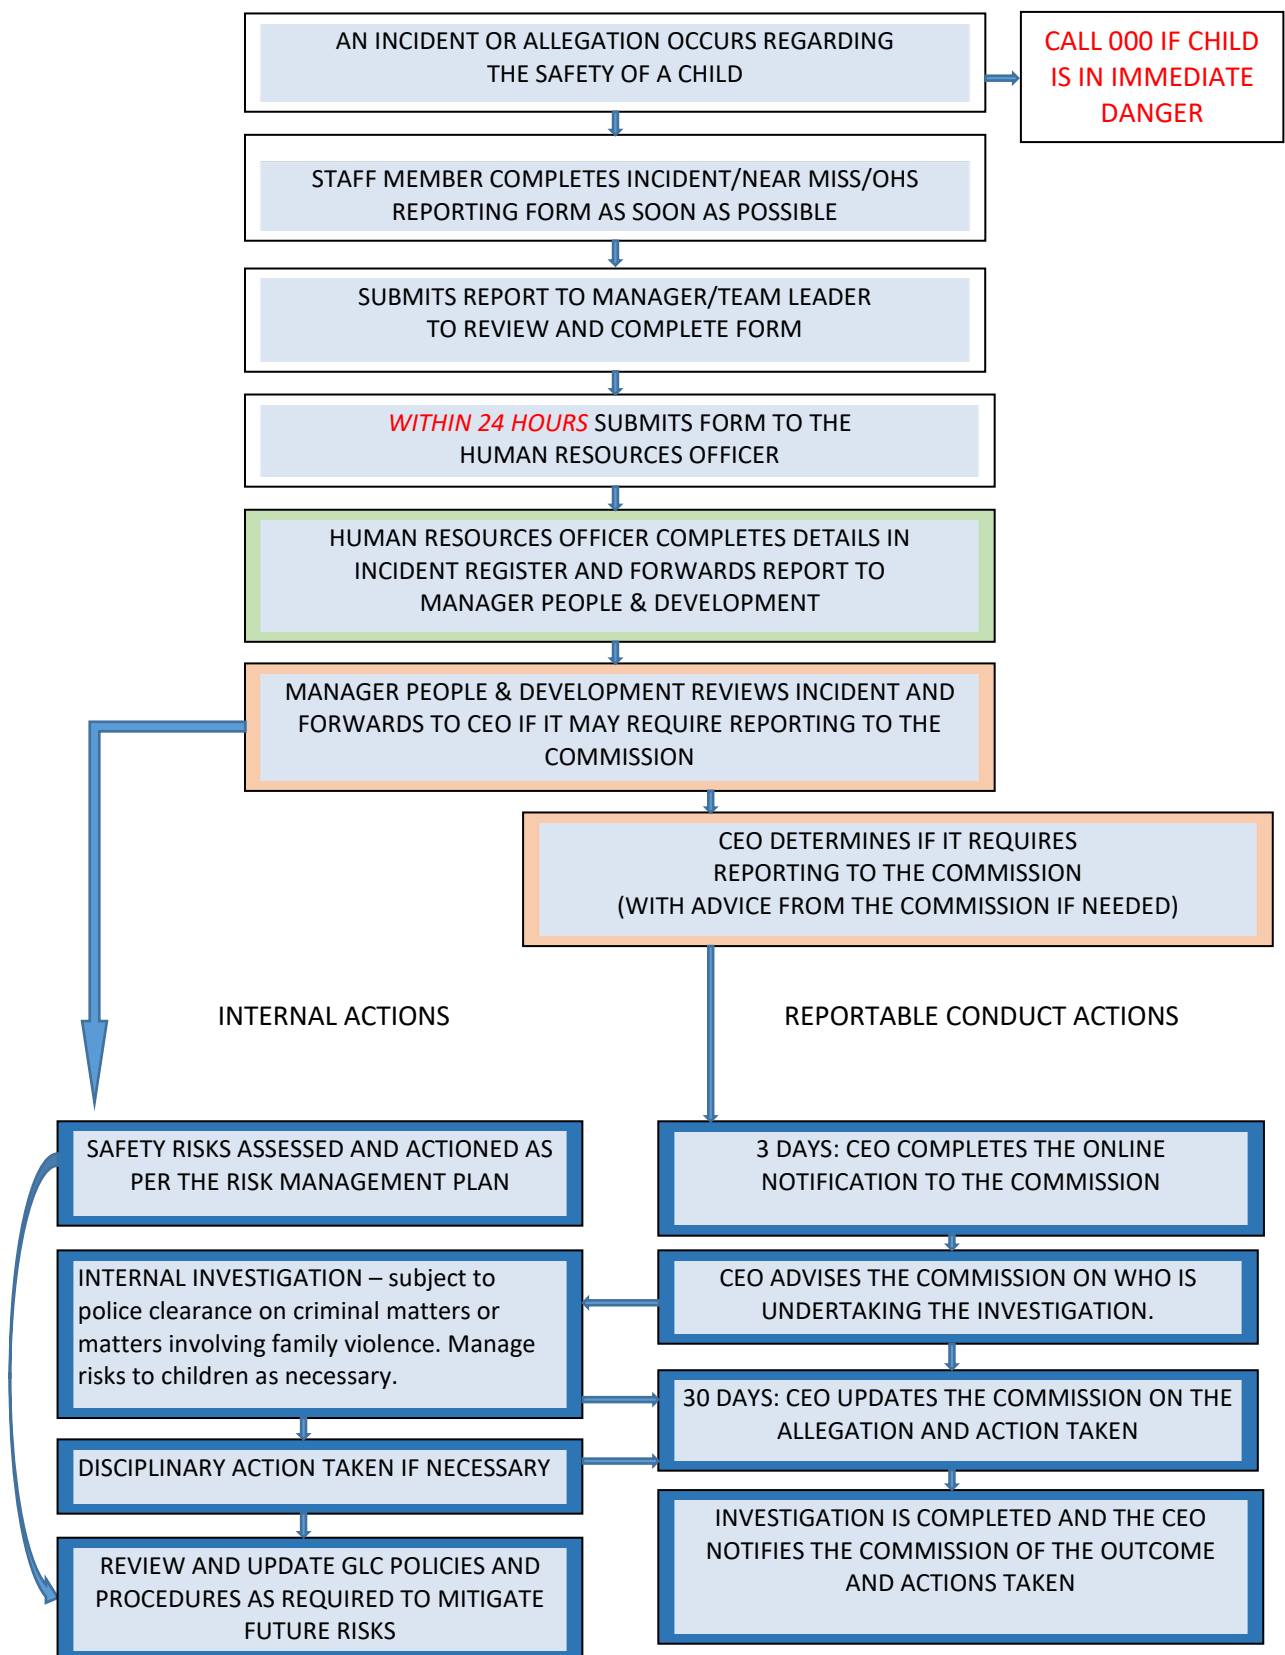 AN INCIDENT OR ALLEGATION OCCURS REGARDING
THE SAFETY OF A CHILD
CALL 000 IF CHILD
IS IN IMMEDIATE
DANGER
STAFF MEMBER COMPLETES INCIDENT/NEAR MISS/OHS
REPORTING FORM AS SOON AS POSSIBLE
SUBMITS REPORT TO MANAGER/TEAM LEADER
TO REVIEW AND COMPLETE FORM
WITHIN 24 HOURS SUBMITS FORM TO THE
HUMAN RESOURCES OFFICER
HUMAN RESOURCES OFFICER COMPLETES DETAILS IN
INCIDENT REGISTER AND FORWARDS REPORT TO
MANAGER PEOPLE & DEVELOPMENT
MANAGER PEOPLE & DEVELOPMENT REVIEWS INCIDENT AND
FORWARDS TO CEO IF IT MAY REQUIRE REPORTING TO THE
COMMISSION
CEO DETERMINES IF IT REQUIRES
REPORTING TO THE COMMISSION
(WITH ADVICE FROM THE COMMISSION IF NEEDED)
INTERNAL ACTIONS
REPORTABLE CONDUCT ACTIONS
SAFETY RISKS ASSESSED AND ACTIONED AS
PER THE RISK MANAGEMENT PLAN
3 DAYS: CEO COMPLETES THE ONLINE
NOTIFICATION TO THE COMMISSION
INTERNAL INVESTIGATION – subject to
police clearance on criminal matters or
matters involving family violence. Manage
risks to children as necessary.
CEO ADVISES THE COMMISSION ON WHO IS
UNDERTAKING THE INVESTIGATION.
30 DAYS: CEO UPDATES THE COMMISSION ON THE
ALLEGATION AND ACTION TAKEN
DISCIPLINARY ACTION TAKEN IF NECESSARY
INVESTIGATION IS COMPLETED AND THE CEO
NOTIFIES THE COMMISSION OF THE OUTCOME
AND ACTIONS TAKEN
REVIEW AND UPDATE GLC POLICIES AND
PROCEDURES AS REQUIRED TO MITIGATE
FUTURE RISKS